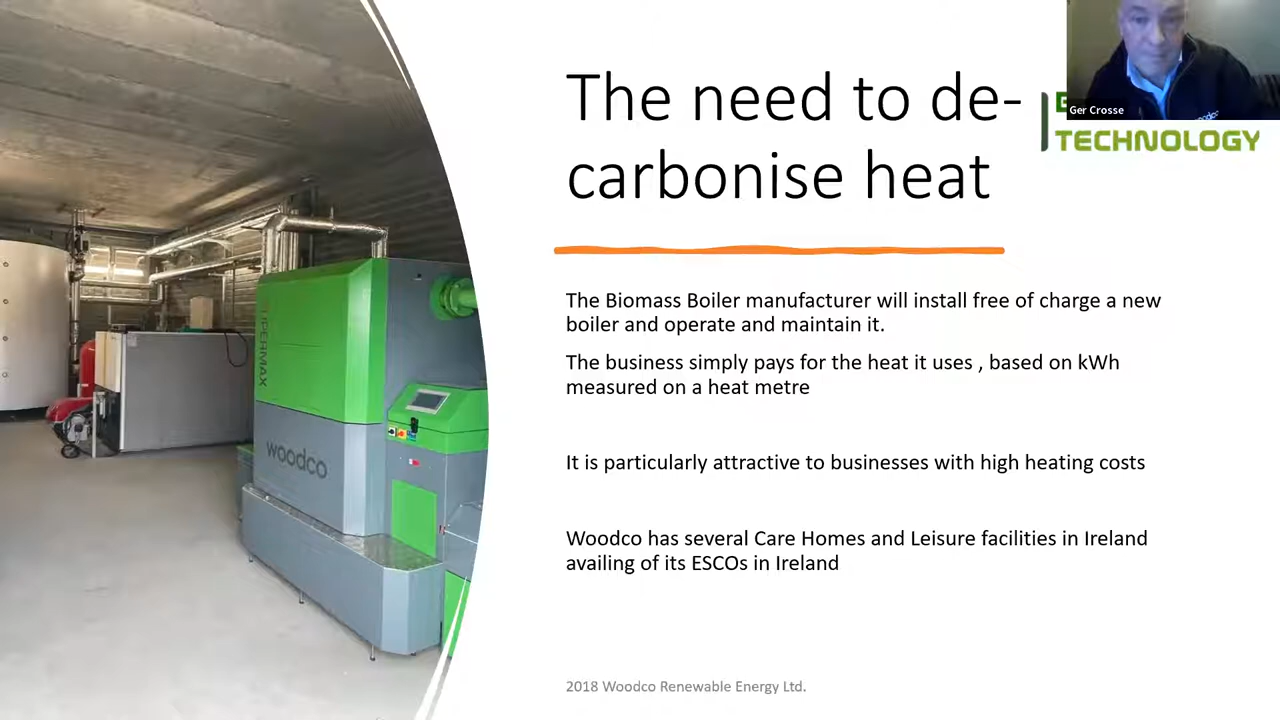 The need to de-
carbonise heat
Ger Crosse
TECHNOLOGY
The Biomass Boiler manufacturer will install free of charge a new
boiler and operate and maintain it.
The business simply pays for the heat it uses , based on kWh
measured on a heat metre
It is particularly attractive to businesses with high heating costs
Woodco has several Care Homes and Leisure facilities in Ireland
availing of its ESCOs in Ireland
2018 Woodco Renewable Energy Ltd.
woodco